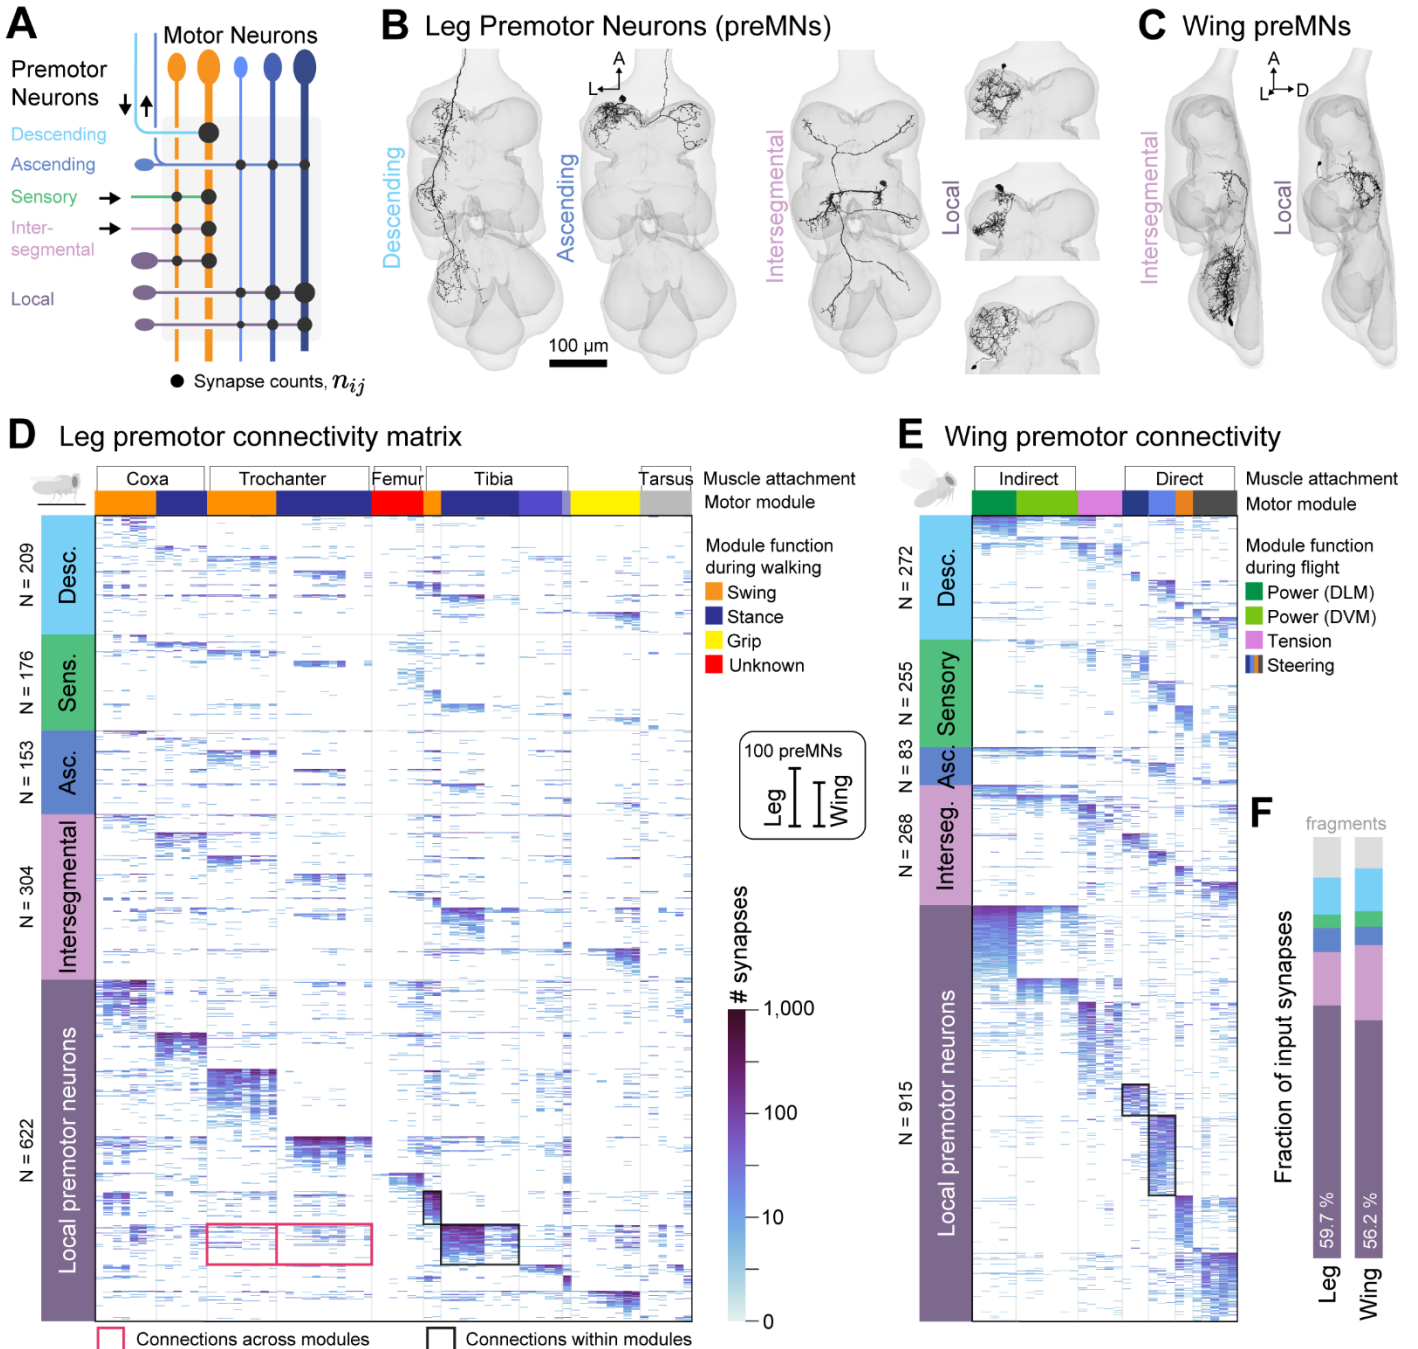 A
Motor Neurons
Premotor
Neurons
Descending
Ascending
Sensory
Inter-
segmental
Local
Synapse counts, nij
B Leg Premotor Neurons (preMNs)
A
L
Descending
Ascending
Intersegmental
Local
100 µm
C Wing preMNs
A
L
D
Intersegmental
Local
D Leg premotor connectivity matrix
Coxa
Trochanter
Femur
Tibia
Tarsus
Muscle attachment
Motor module
Module function
during walking
Swing
Stance
Grip
Unknown
N = 209
Desc.
N = 176
Sens.
N = 153
Asc.
N = 304
Intersegmental
N = 622
Local premotor neurons
100 preMNs
Leg
Wing
# synapses
1,000
100
10
0
Connections across modules
Connections within modules
E Wing premotor connectivity
Indirect
Direct
Muscle attachment
Motor module
Module function
during flight
Power (DLM)
Power (DVM)
Tension
Steering
N = 272
Desc.
N = 255
Sensory
N = 83
Asc.
N = 268
Interseg.
N = 915
Local premotor neurons
F
fragments
Fraction of input synapses
59.7 %
56.2 %
Leg
Wing